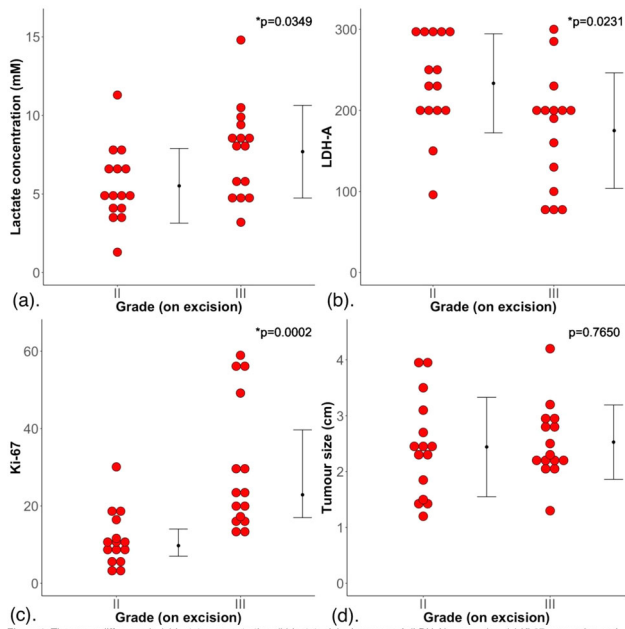 *p=0.0349
15
10
5
0
Lactate concentration (mM)
II
III
(a).
Grade (on excision)
*p=0.0231
300
200
100
0
LDH-A
II
III
(b).
Grade (on excision)
*p=0.0002
60
40
20
0
Ki-67
II
III
(c).
Grade (on excision)
p=0.7650
4
3
2
1
0
Tumour size (cm)
II
III
(d).
Grade (on excision)